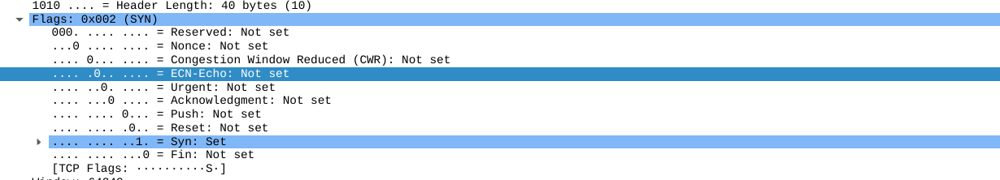 1010 .... = Header Length: 40 bytes (10)
Flags: 0x002 (SYN)
000. .... .... = Reserved: Not set
...0 .... .... = Nonce: Not set
.... 0... .... = Congestion Window Reduced (CWR): Not set
.... .0.. .... = ECN-Echo: Not set
.... ..0. .... = Urgent: Not set
.... ...0 .... = Acknowledgment: Not set
.... .... 0... = Push: Not set
.... .... .0.. = Reset: Not set
.... .... ..1. = Syn: Set
.... .... ...0 = Fin: Not set
[TCP Flags: ··········S·]